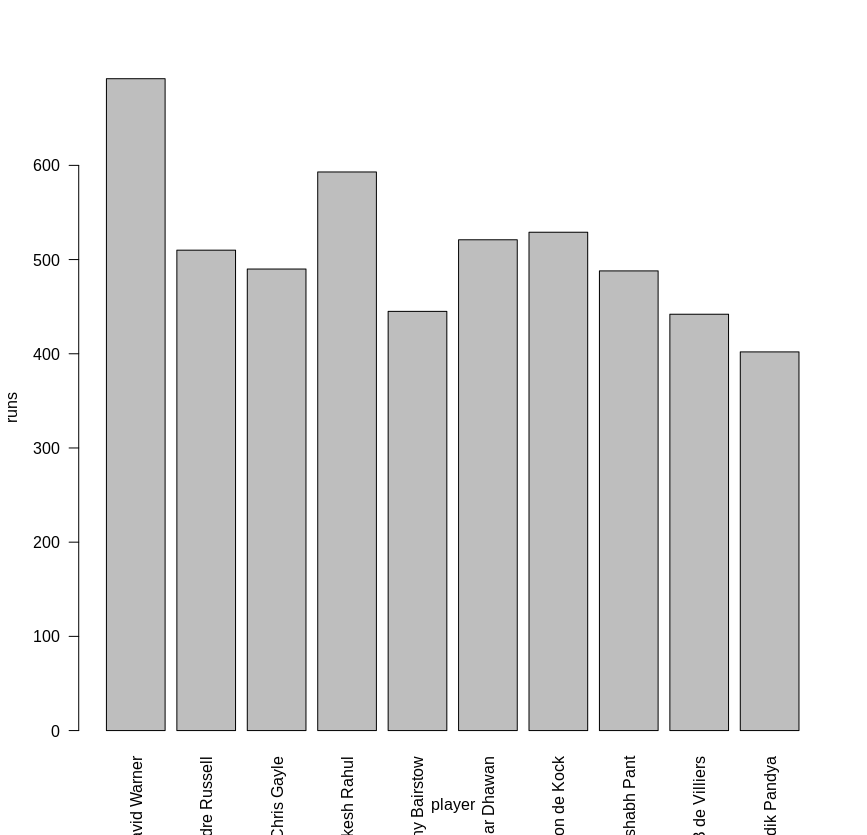 600
500
400
300
200
100
0
runs
avid Warner
dre Russell
Chris Gayle
kesh Rahul
ny Bairstow
ar Dhawan
on de Kock
shabh Pant
B de Villiers
dik Pandya
player